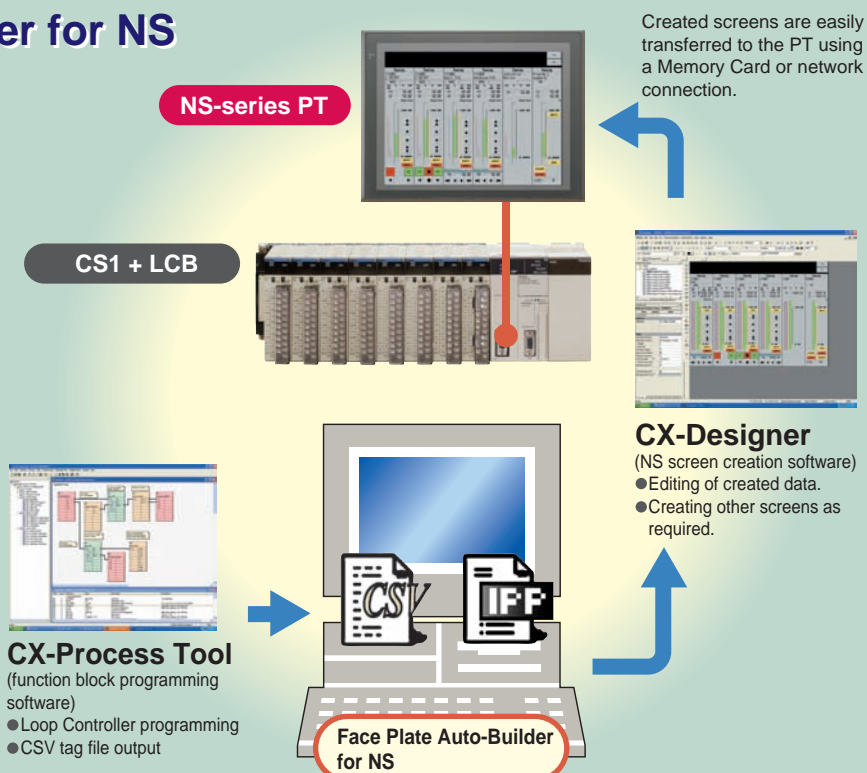 er for NS
Created screens are easily
transferred to the PT using
a Memory Card or network
connection.
NS-series PT
CS1 + LCB
CX-Designer
(NS screen creation software)
●Editing of created data.
●Creating other screens as
required.
CSV
IPP
CX-Process Tool
(function block programming
software)
●Loop Controller programming
●CSV tag file output
Face Plate Auto-Builder
for NS